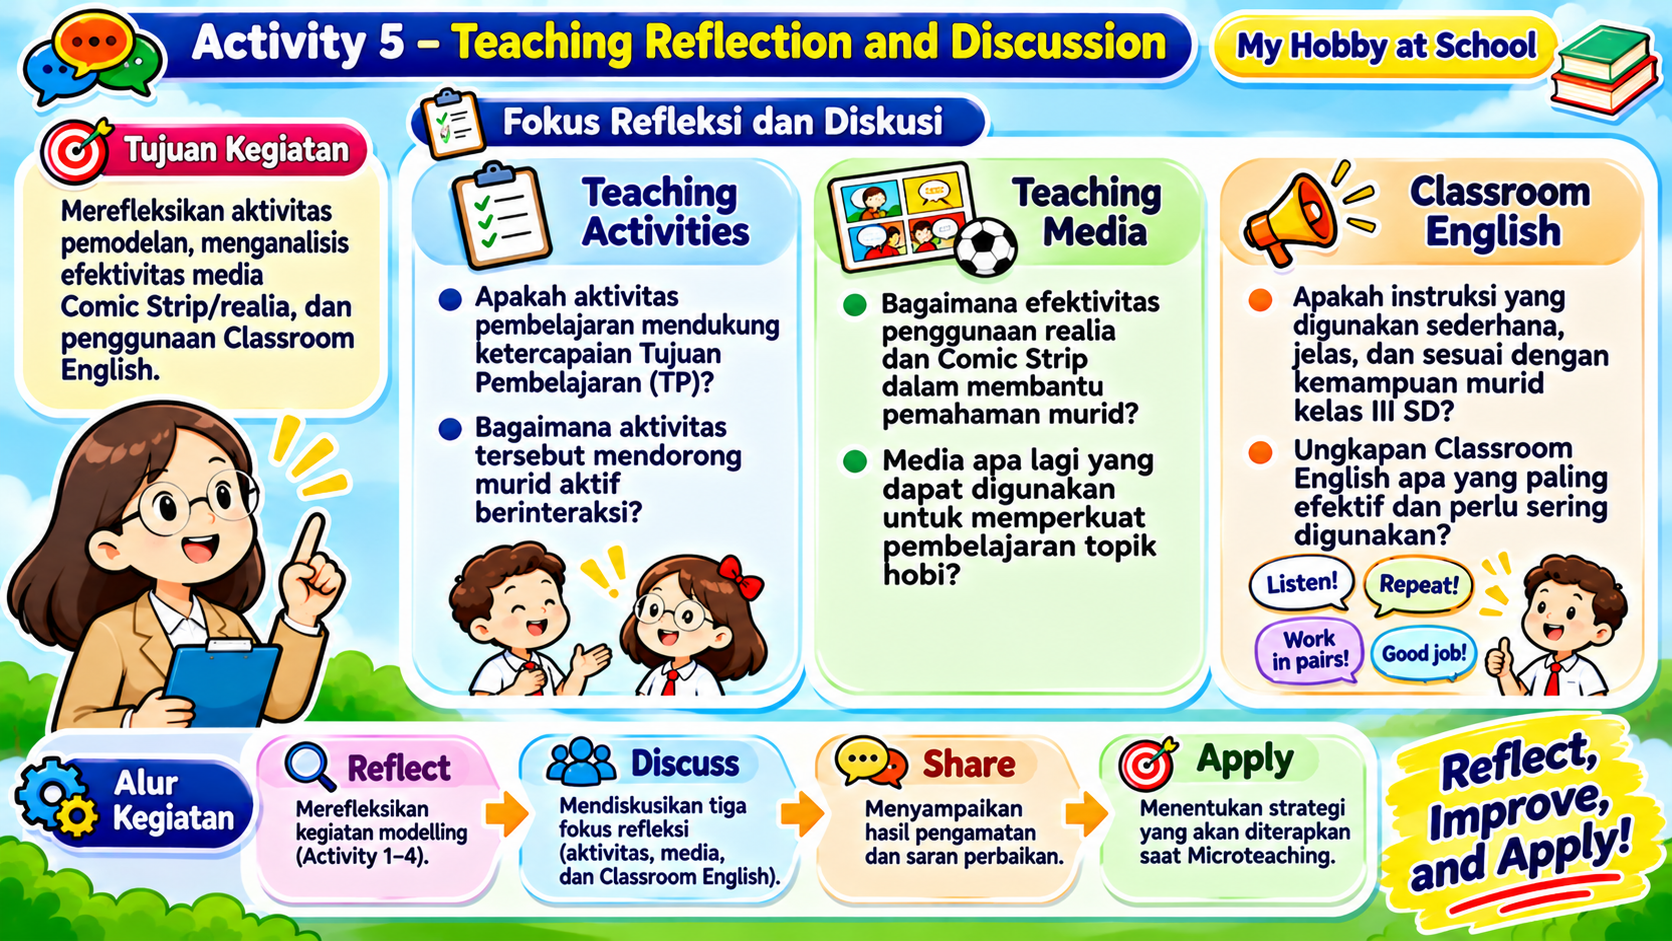 Activity 5 – Teaching Reflection and Discussion
My Hobby at School
Tujuan Kegiatan
Merefleksikan aktivitas
pemodelan, menganalisis
efektivitas media
Comic Strip/realia, dan
penggunaan Classroom
English.
Fokus Refleksi dan Diskusi
Teaching
Activities
Apakah aktivitas
pembelajaran mendukung
ketercapaian Tujuan
Pembelajaran (TP)?
Bagaimana aktivitas
tersebut mendorong
murid aktif
berinteraksi?
Teaching
Media
Bagaimana efektivitas
penggunaan realia
dan Comic Strip
dalam membantu
pemahaman murid?
Media apa lagi yang
dapat digunakan
untuk memperkuat
pembelajaran topik
hobi?
Classroom
English
Apakah instruksi yang
digunakan sederhana,
jelas, dan sesuai dengan
kemampuan murid
kelas III SD?
Ungkapan Classroom
English apa yang paling
efektif dan perlu sering
digunakan?
Listen!
Repeat!
Work
in pairs!
Good job!
Alur
Kegiatan
Reflect
Merefleksikan
kegiatan modelling
(Activity 1–4).
Discuss
Mendiskusikan tiga
fokus refleksi
(aktivitas, media,
dan Classroom English).
Share
Menyampaikan
hasil pengamatan
dan saran perbaikan.
Apply
Menentukan strategi
yang akan diterapkan
saat Microteaching.
Reflect,
Improve,
and Apply!